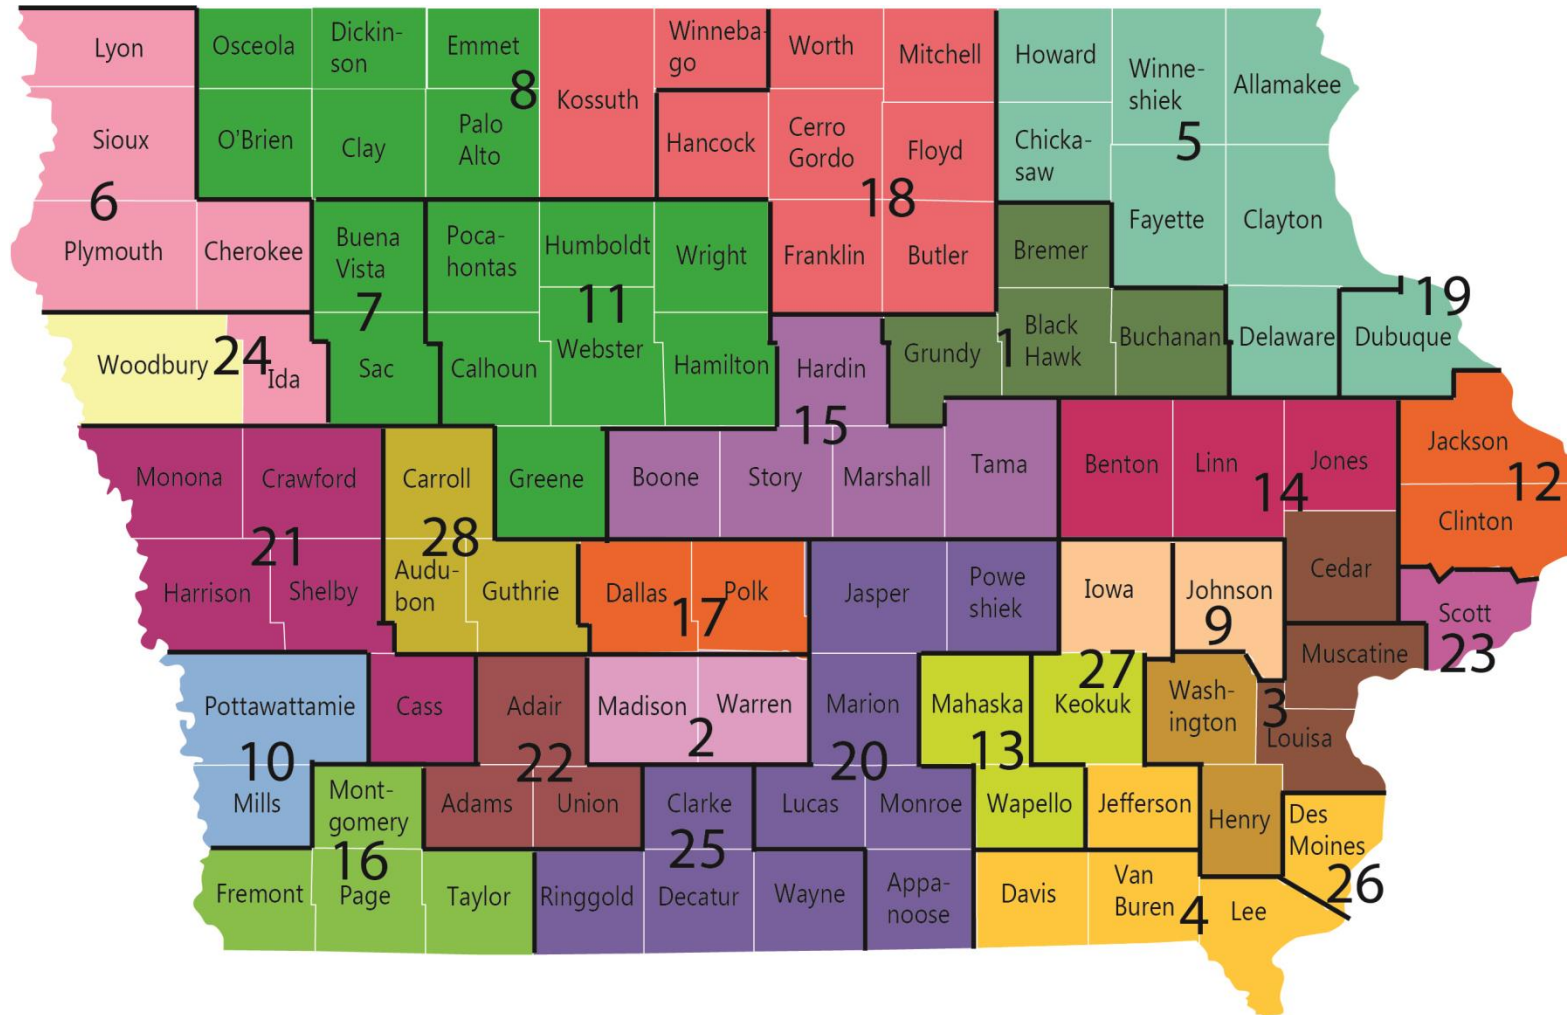 Lyon
Osceola
Dickin-
son
Emmet
8
Kossuth
Winneba-
go
Worth
Mitchell
Howard
Winne-
shiek
Allamakee
Sioux
O'Brien
Clay
Palo
Alto
Hancock
Cerro
Gordo
Floyd
Chicka-
saw
5
6
18
Plymouth
Cherokee
Buena
Vista
Poca-
hontas
Humboldt
Wright
Franklin
Butler
Bremer
Fayette
Clayton
7
11
19
Woodbury
24
Ida
Sac
Calhoun
Webster
Hamilton
Hardin
Grundy
1
Black
Hawk
Buchanan
Delaware
Dubuque
15
Monona
Crawford
Carroll
Greene
Boone
Story
Marshall
Tama
Benton
Linn
Jones
14
Jackson
12
Clinton
21
28
Harrison
Shelby
Audu-
bon
Guthrie
Dallas
17
Polk
Jasper
Powe
shiek
Iowa
Johnson
9
Cedar
Scott
23
Muscatine
27
Pottawattamie
Cass
Adair
Madison
Warren
2
Marion
Mahaska
Keokuk
Wash-
ington
3
Louisa
10
22
20
13
Mills
Mont-
gomery
Adams
Union
Clarke
Lucas
Monroe
Wapello
Jefferson
Henry
Des
Moines
16
25
26
Fremont
Page
Taylor
Ringgold
Decatur
Wayne
Appa-
noose
Davis
Van
Buren
4
Lee